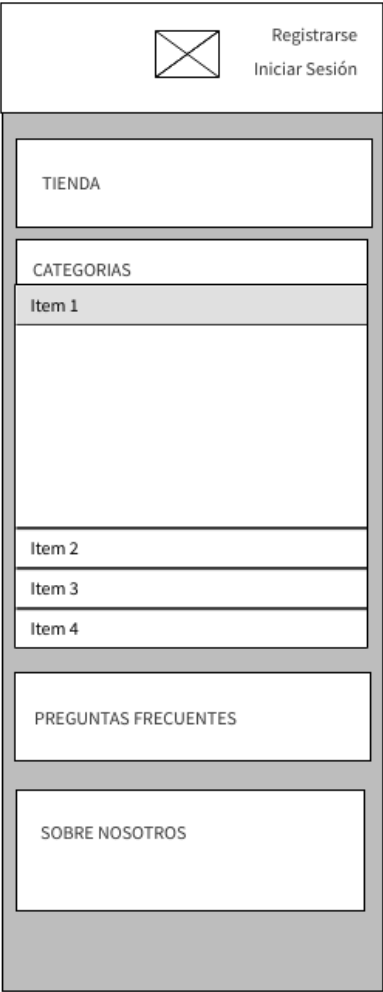 Registrarse
Iniciar Sesión
TIENDA
CATEGORIAS
Item 1
Item 2
Item 3
Item 4
PREGUNTAS FRECUENTES
SOBRE NOSOTROS